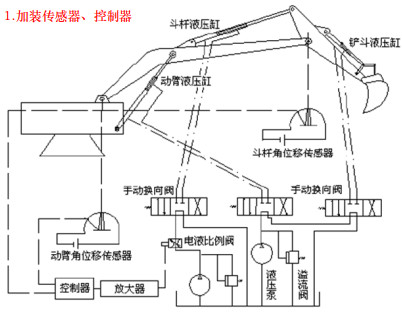 1.加装传感器、控制器
斗杆液压缸
铲斗液压缸
动臂液压缸
斗杆角位移传感器
手动换向阀
手动换向阀
电液比例阀
动臂角位移传感器
液压泵
溢流阀
控制器
放大器